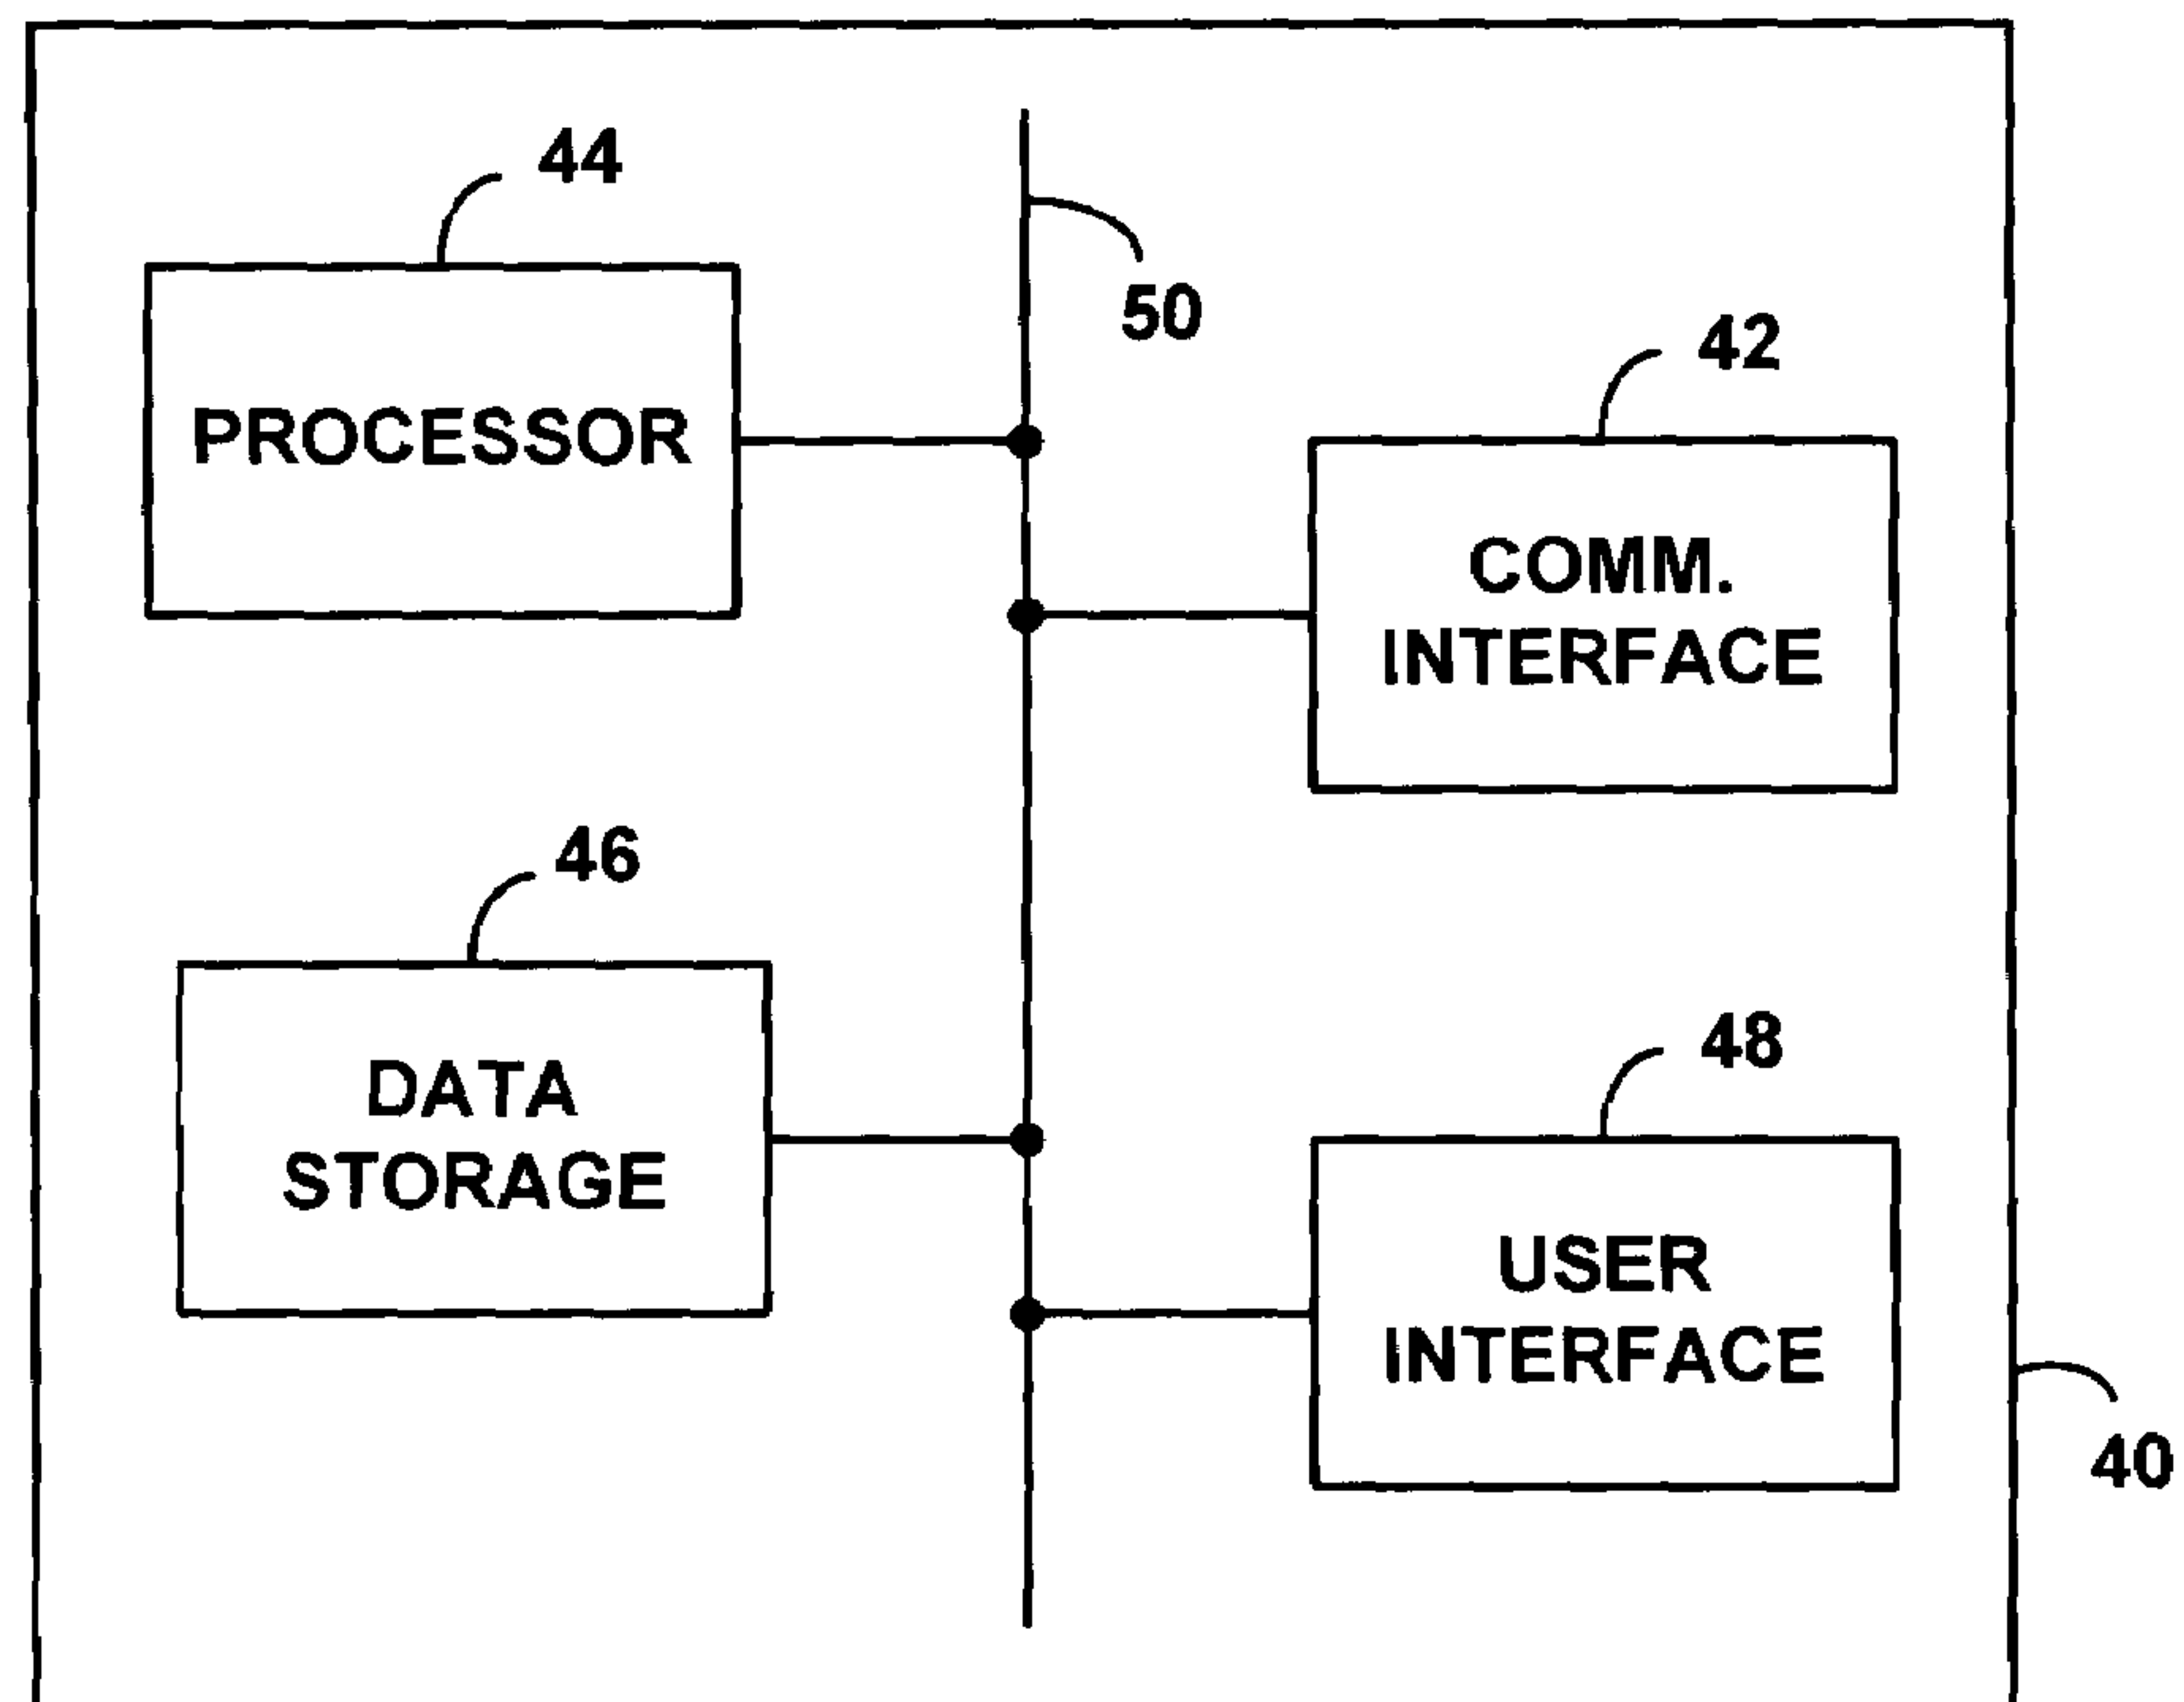 44
50
42
PROCESSOR
COMM.
INTERFACE
46
48
DATA
STORAGE
USER
INTERFACE
40